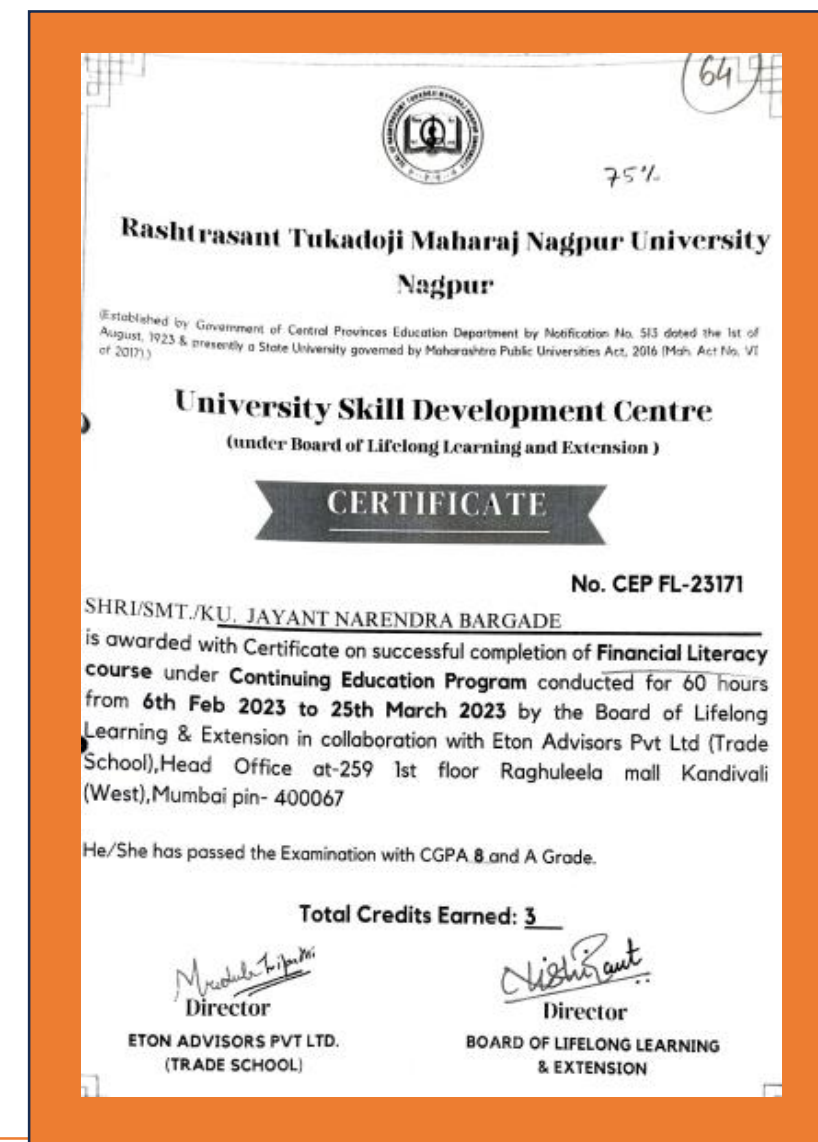 64
75%
Rashtrasant Tukadoji Maharaj Nagpur University
Nagpur
(Established by Government of Central Provinces Education Department by Notification No. 513 dated the 1st of
August, 1923 & presently a State University governed by Maharashtra Public Universities Act, 2016 (Mah. Act No. VI
of 2017).)
University Skill Development Centre
(under Board of Lifelong Learning and Extension )
CERTIFICATE
No. CEP FL-23171
SHRI/SMT./KU. JAYANT NARENDRA BARGADE
is awarded with Certificate on successful completion of Financial Literacy
course under Continuing Education Program conducted for 60 hours
from 6th Feb 2023 to 25th March 2023 by the Board of Lifelong
Learning & Extension in collaboration with Eton Advisors Pvt Ltd (Trade
School),Head Office at-259 1st floor Raghuleela mall Kandivali
(West),Mumbai pin- 400067
He/She has passed the Examination with CGPA 8 and A Grade.
Total Credits Earned: 3
Director
Director
ETON ADVISORS PVT LTD.
BOARD OF LIFELONG LEARNING
(TRADE SCHOOL)
& EXTENSION